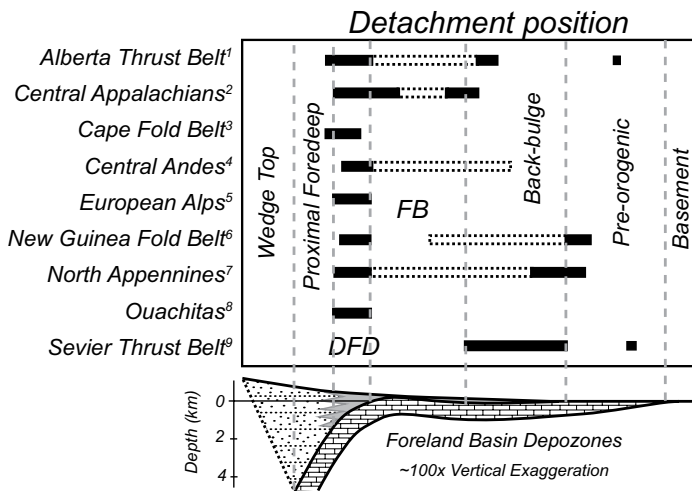 Detachment position
Alberta Thrust Belt¹
Central Appalachians²
Cape Fold Belt³
Central Andes⁴
European Alps⁵
New Guinea Fold Belt⁶
North Appennines⁷
Ouachitas⁸
Sevier Thrust Belt⁹
Wedge Top
Proximal Foredeep
DFD
FB
Back-bulge
Pre-orogenic
Basement
Depth (km)
0
2
4
Foreland Basin Depozones
~100x Vertical Exaggeration